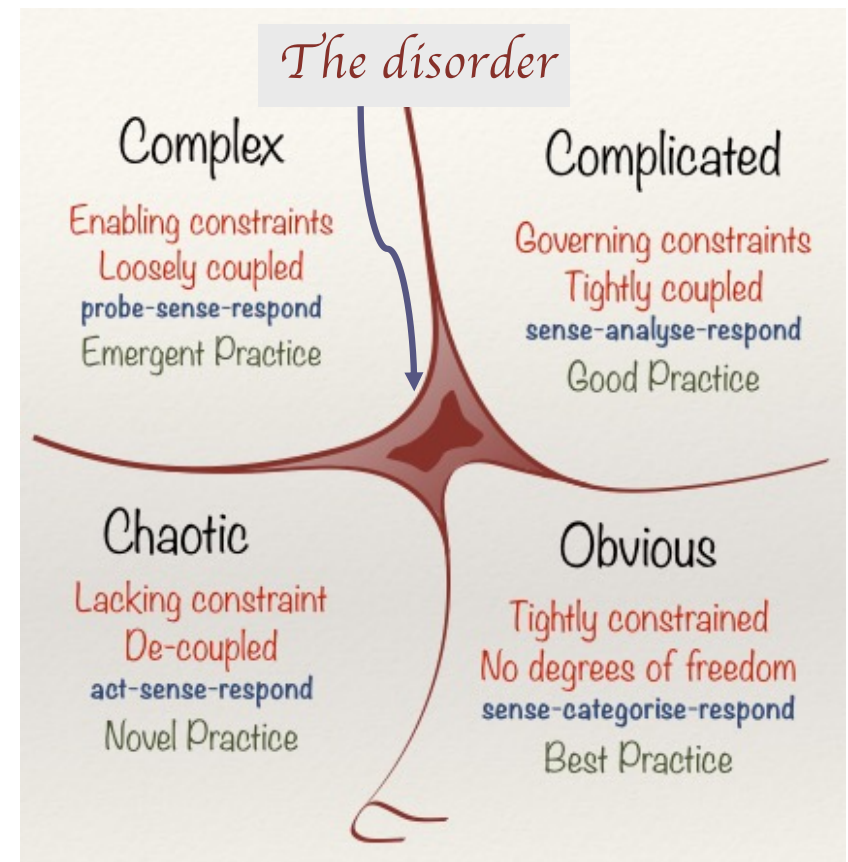 The disorder
Complex
Enabling constraints
Loosely coupled
probe-sense-respond
Emergent Practice
Complicated
Governing constraints
Tightly coupled
sense-analyse-respond
Good Practice
Chaotic
Lacking constraint
De-coupled
act-sense-respond
Novel Practice
Obvious
Tightly constrained
No degrees of freedom
sense-categorise-respond
Best Practice